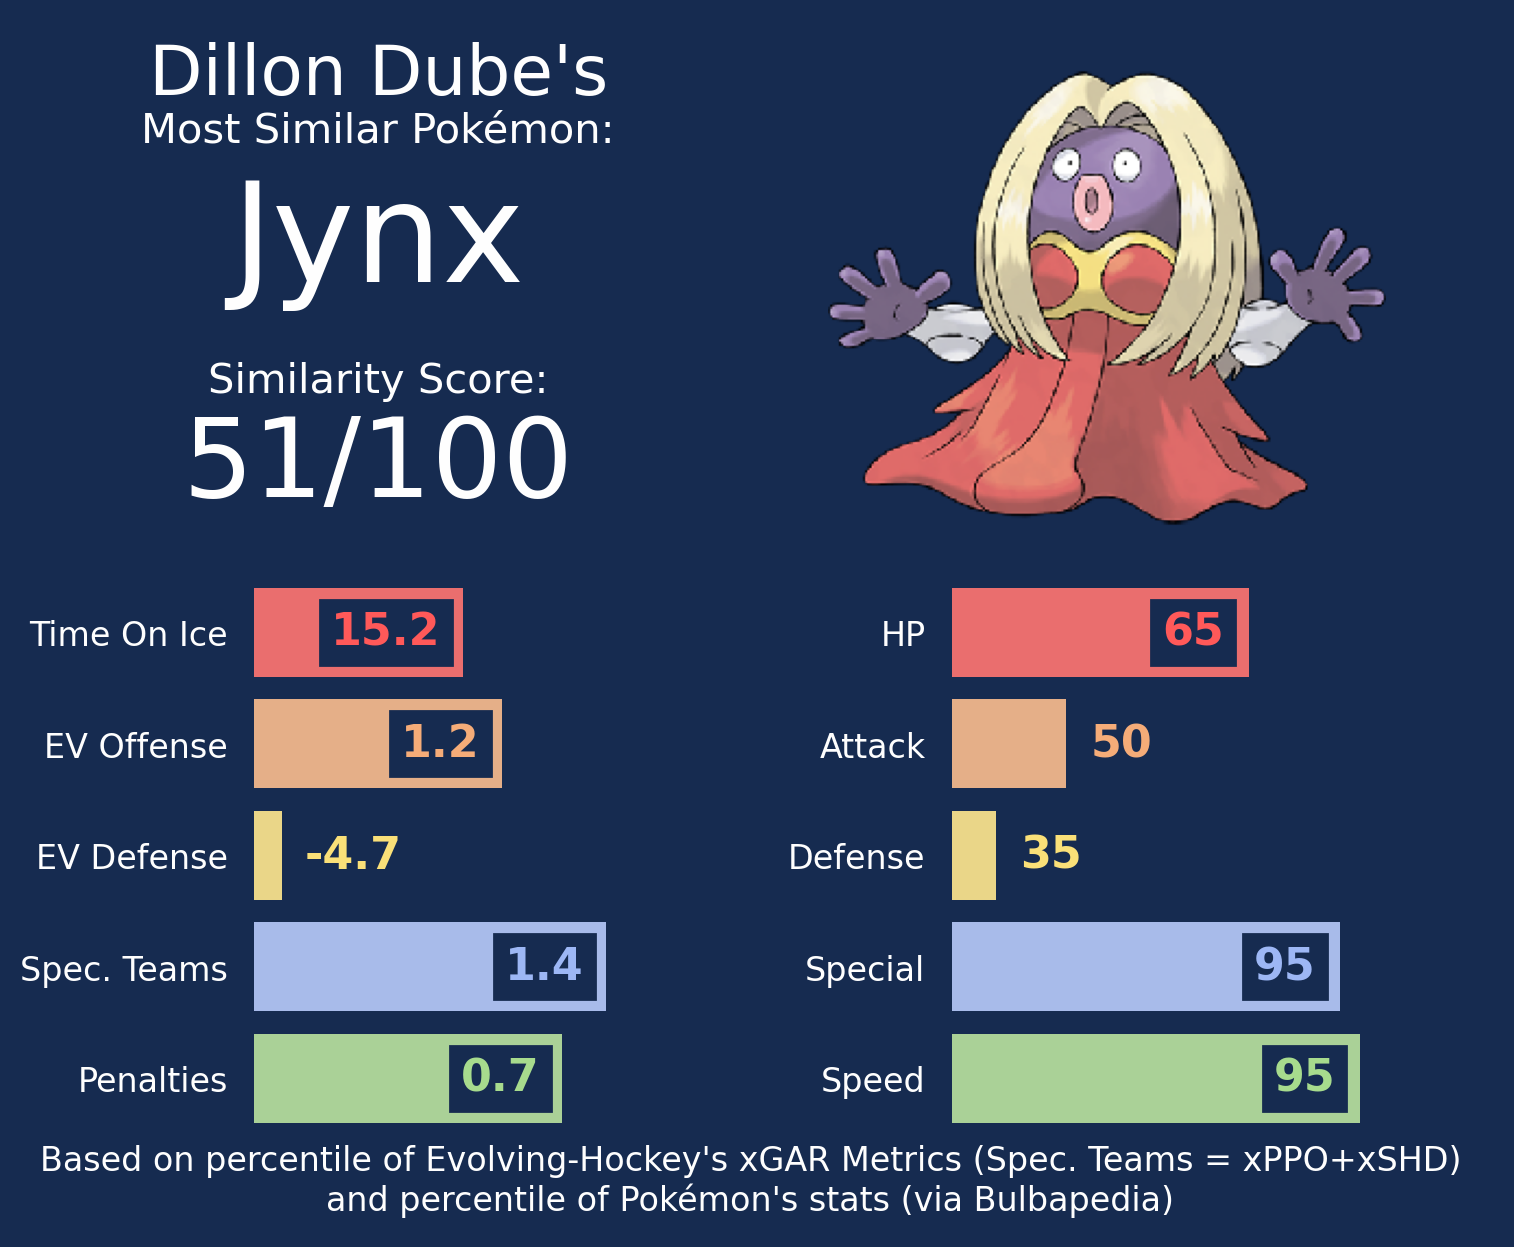 Dillon Dube's
Most Similar Pokémon:
Jynx
Similarity Score:
51/100
Time On Ice 15.2
EV Offense 1.2
EV Defense -4.7
Spec. Teams 1.4
Penalties 0.7
HP 65
Attack 50
Defense 35
Special 95
Speed 95
Based on percentile of Evolving-Hockey's xGAR Metrics (Spec. Teams = xPPO+xSHD)
and percentile of Pokémon's stats (via Bulbapedia)